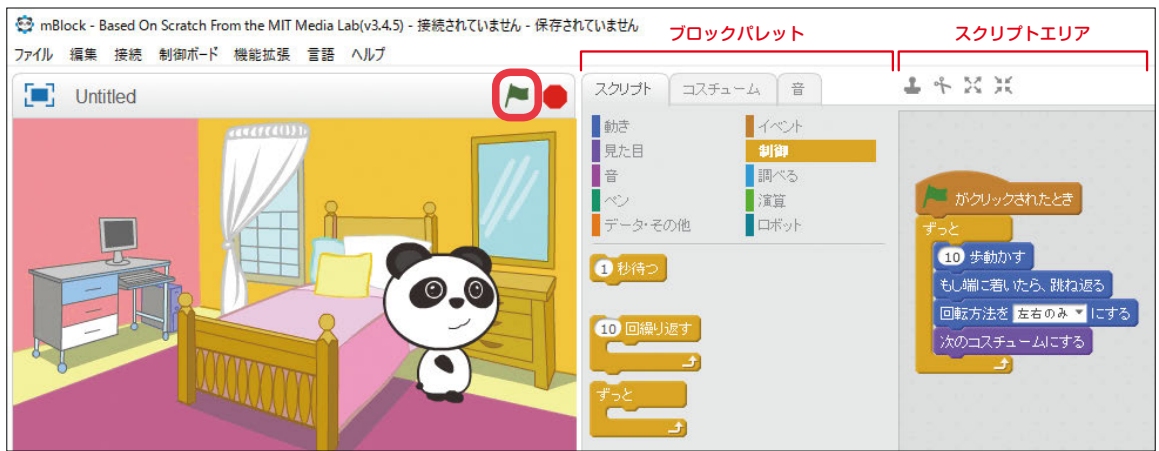 mBlock - Based On Scratch From the MIT Media Lab(v3.4.5) - 接続されていません - 保存されていません
ファイル 編集 接続 制御ボード 機能拡張 言語 ヘルプ
ブロックパレット
スクリプトエリア
Untitled
スクリプト コスチューム 音
動き イベント
見た目 制御
音 調べる
ペン 演算
データ・その他 ロボット
1 秒待つ
10 回繰り返す
ずっと
がクリックされたとき
ずっと
10 歩動かす
もし端に着いたら、跳ね返る
回転方法を 左右のみ にする
次のコスチュームにする